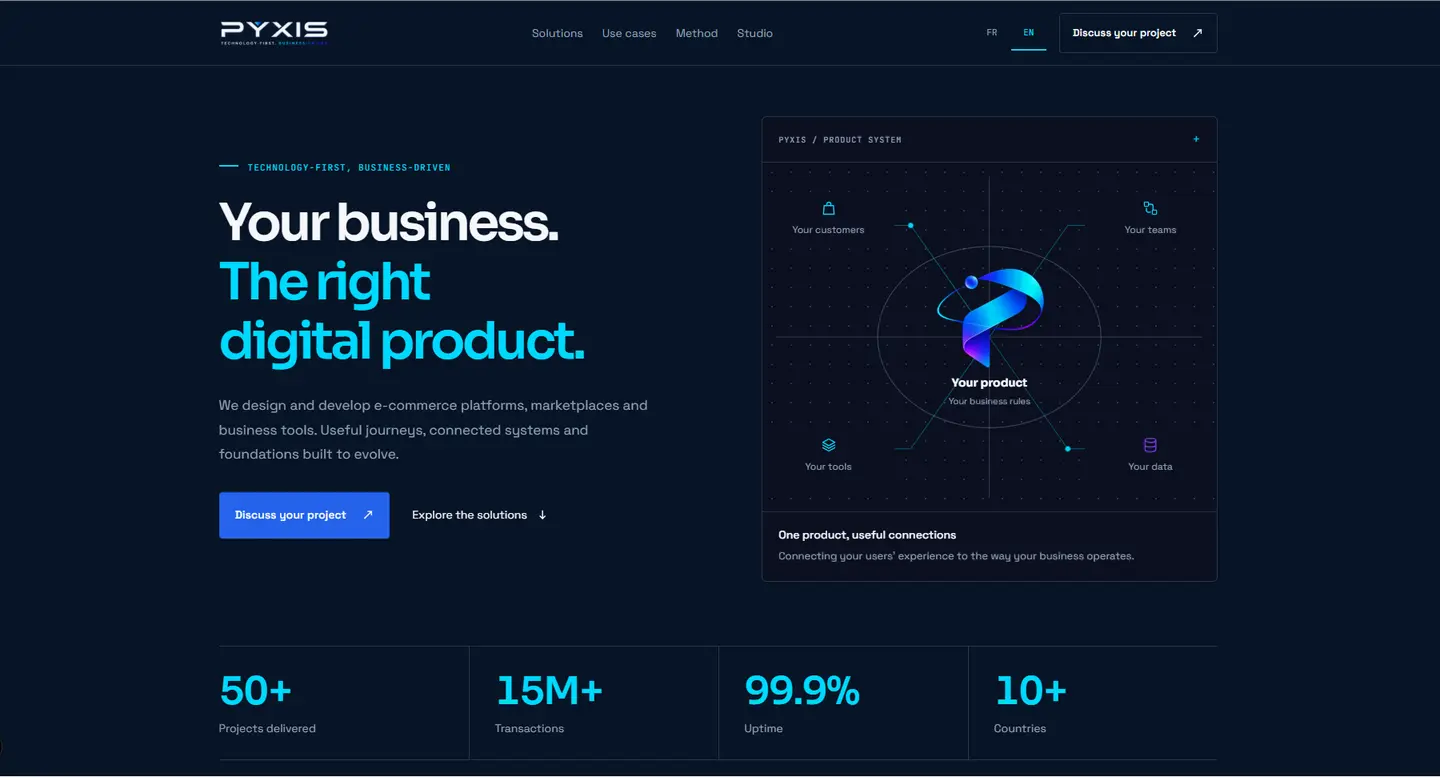 PYXIS
TECHNOLOGY FIRST. BUSINESS
Solutions
Use cases
Method
Studio
FR
EN
Discuss your project ↗
PYXIS / PRODUCT SYSTEM
+
TECHNOLOGY-FIRST, BUSINESS-DRIVEN
Your business.
The right
digital product.
We design and develop e-commerce platforms, marketplaces and
business tools. Useful journeys, connected systems and
foundations built to evolve.
Discuss your project ↗
Explore the solutions ↓
Your customers
Your teams
Your product
Your business rules
Your tools
Your data
One product, useful connections
Connecting your users' experience to the way your business operates.
50+
Projects delivered
15M+
Transactions
99.9%
Uptime
10+
Countries